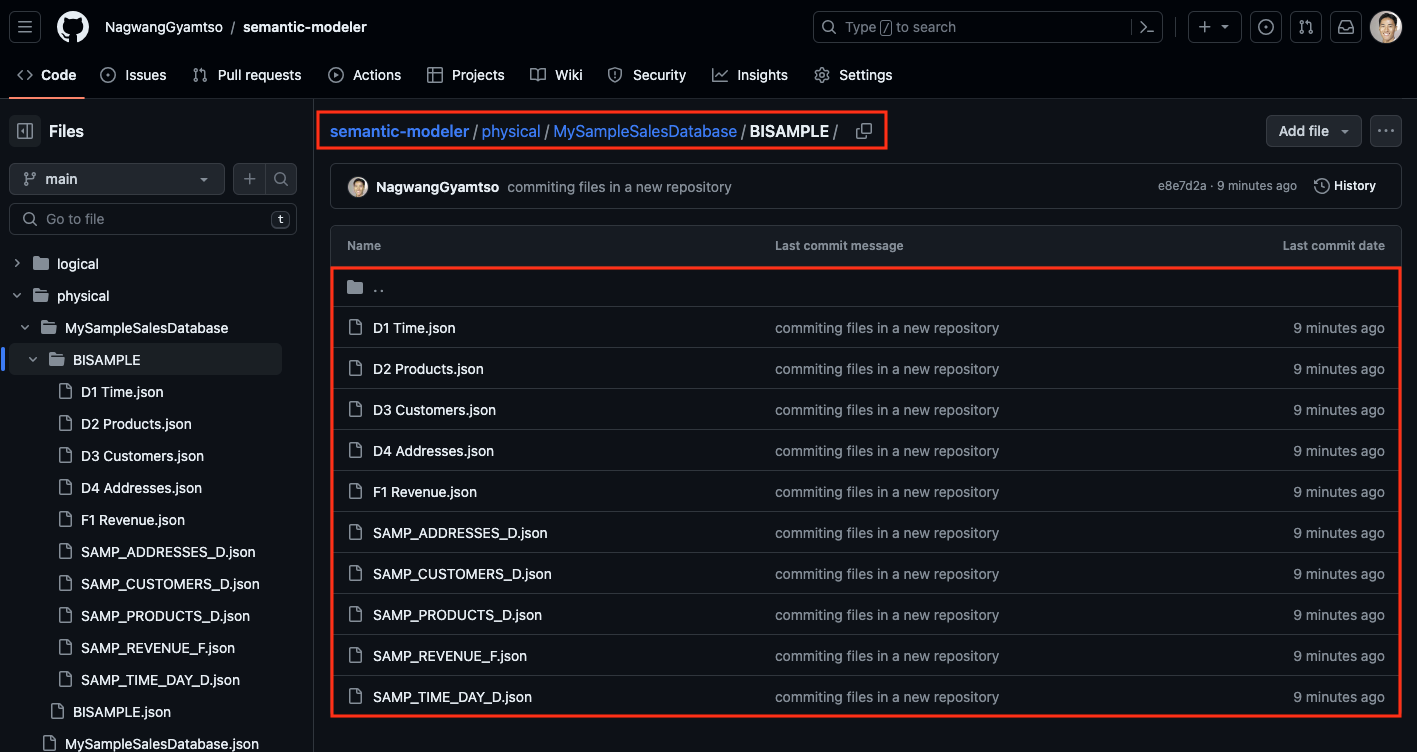 NagwangGyamtso / semantic-modeler
Type / to search
Code Issues Pull requests Actions Projects Wiki Security Insights Settings
Files
main
Go to file t
logical
physical
MySampleSalesDatabase
BISAMPLE
D1 Time.json
D2 Products.json
D3 Customers.json
D4 Addresses.json
F1 Revenue.json
SAMP_ADDRESSES_D.json
SAMP_CUSTOMERS_D.json
SAMP_PRODUCTS_D.json
SAMP_REVENUE_F.json
SAMP_TIME_DAY_D.json
BISAMPLE.json
MySampleSalesDatabase.json
semantic-modeler / physical / MySampleSalesDatabase / BISAMPLE /
Add file
NagwangGyamtso commiting files in a new repository e8e7d2a · 9 minutes ago History
Name Last commit message Last commit date
..
D1 Time.json commiting files in a new repository 9 minutes ago
D2 Products.json commiting files in a new repository 9 minutes ago
D3 Customers.json commiting files in a new repository 9 minutes ago
D4 Addresses.json commiting files in a new repository 9 minutes ago
F1 Revenue.json commiting files in a new repository 9 minutes ago
SAMP_ADDRESSES_D.json commiting files in a new repository 9 minutes ago
SAMP_CUSTOMERS_D.json commiting files in a new repository 9 minutes ago
SAMP_PRODUCTS_D.json commiting files in a new repository 9 minutes ago
SAMP_REVENUE_F.json commiting files in a new repository 9 minutes ago
SAMP_TIME_DAY_D.json commiting files in a new repository 9 minutes ago